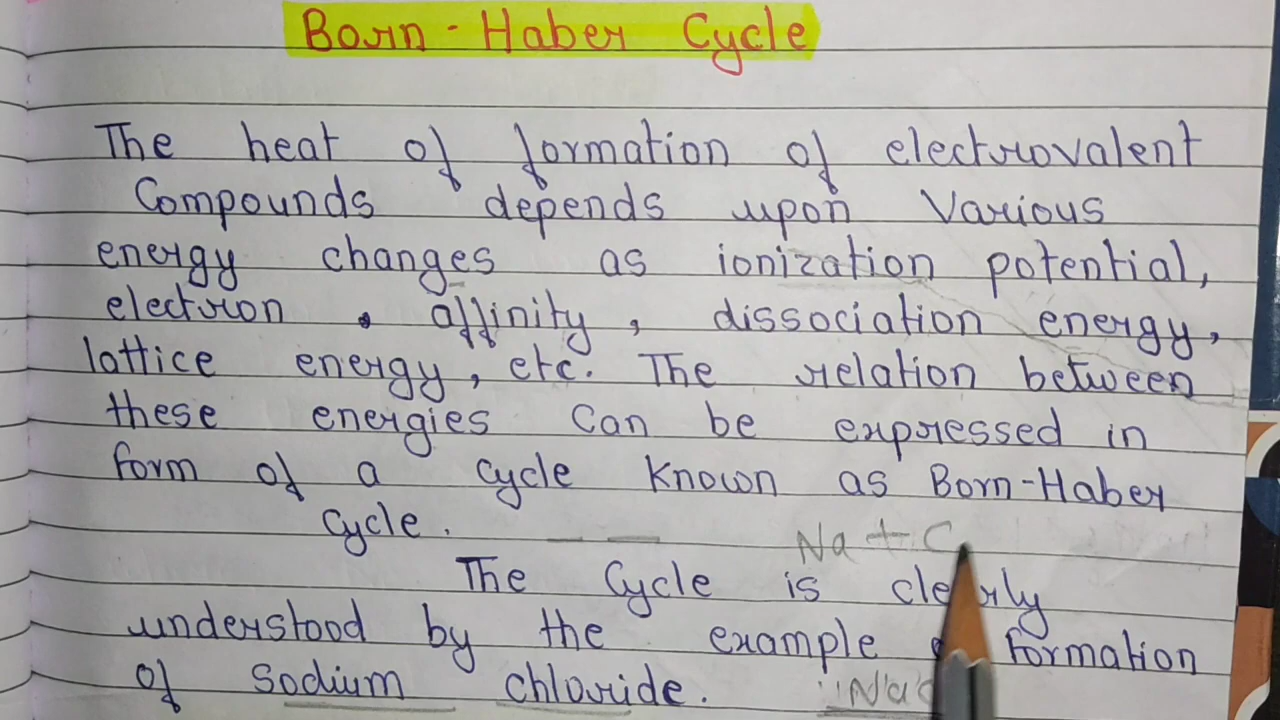 Born-Haber Cycle
The heat of formation of electrovalent
Compounds depends upon Various
energy changes as ionization potential,
electron affinity, dissociation energy,
lattice energy, etc. The relation between
these energies Can be expressed in
form of a cycle known as Born-Haber
Cycle.
Na + C
The Cycle is clearly
understood by the example formation
of Sodium chloride.